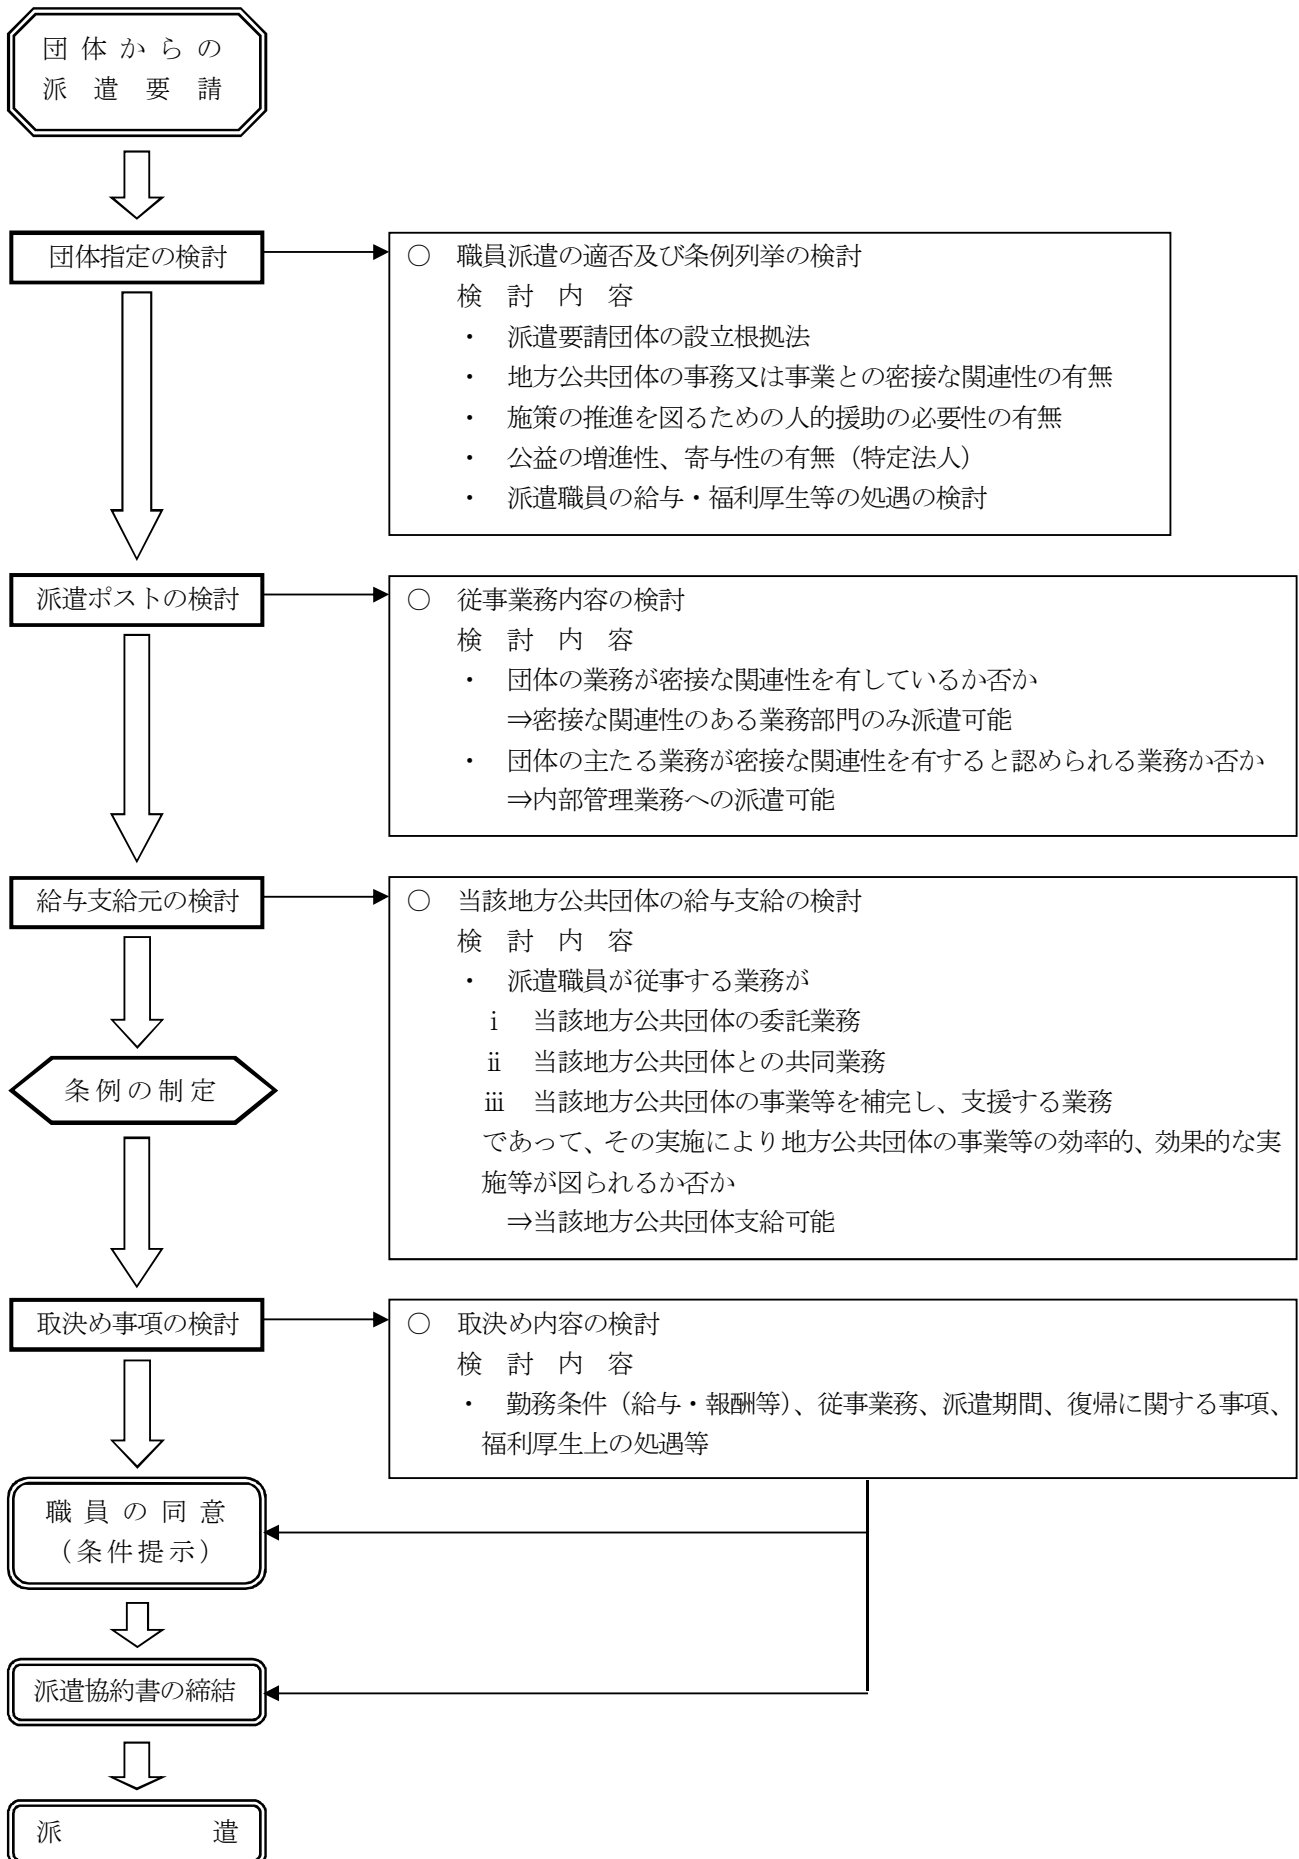 団体からの
派遣要請
団体指定の検討
○ 職員派遣の適否及び条例列挙の検討
検討内容
・ 派遣要請団体の設立根拠法
・ 地方公共団体の事務又は事業との密接な関連性の有無
・ 施策の推進を図るための人的援助の必要性の有無
・ 公益の増進性、寄与性の有無（特定法人）
・ 派遣職員の給与・福利厚生等の処遇の検討
派遣ポストの検討
○ 従事業務内容の検討
検討内容
・ 団体の業務が密接な関連性を有しているか否か
⇒密接な関連性のある業務部門のみ派遣可能
・ 団体の主たる業務が密接な関連性を有すると認められる業務か否か
⇒内部管理業務への派遣可能
給与支給元の検討
○ 当該地方公共団体の給与支給の検討
検討内容
・ 派遣職員が従事する業務が
ⅰ 当該地方公共団体の委託業務
ⅱ 当該地方公共団体との共同業務
ⅲ 当該地方公共団体の事業等を補完し、支援する業務
であって、その実施により地方公共団体の事業等の効率的、効果的な実
施等が図られるか否か
⇒当該地方公共団体支給可能
条例の制定
取決め事項の検討
○ 取決め内容の検討
検討内容
・ 勤務条件（給与・報酬等）、従事業務、派遣期間、復帰に関する事項、
福利厚生上の処遇等
職員の同意
（条件提示）
派遣協約書の締結
派遣